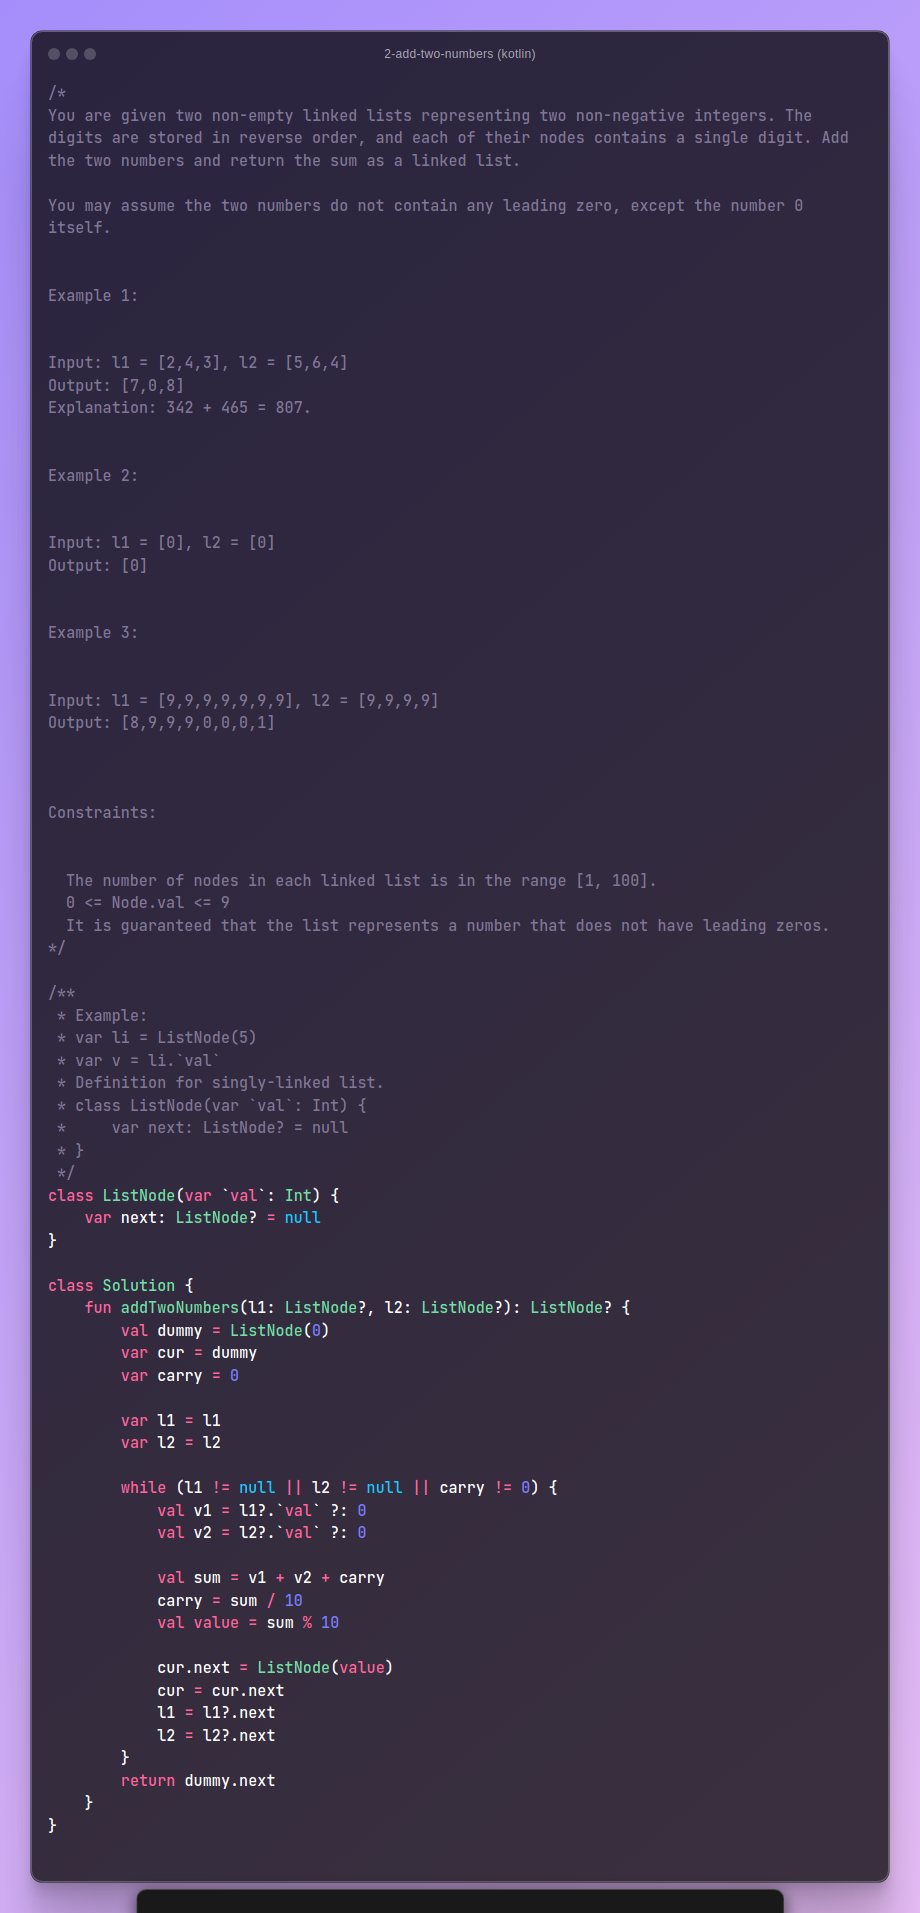 2-add-two-numbers (kotlin)
/*
You are given two non-empty linked lists representing two non-negative integers. The
digits are stored in reverse order, and each of their nodes contains a single digit. Add
the two numbers and return the sum as a linked list.

You may assume the two numbers do not contain any leading zero, except the number 0
itself.


Example 1:


Input: l1 = [2,4,3], l2 = [5,6,4]
Output: [7,0,8]
Explanation: 342 + 465 = 807.


Example 2:


Input: l1 = [0], l2 = [0]
Output: [0]


Example 3:


Input: l1 = [9,9,9,9,9,9,9], l2 = [9,9,9,9]
Output: [8,9,9,9,0,0,0,1]



Constraints:


  The number of nodes in each linked list is in the range [1, 100].
  0 <= Node.val <= 9
  It is guaranteed that the list represents a number that does not have leading zeros.
*/

/**
 * Example:
 * var li = ListNode(5)
 * var v = li.`val`
 * Definition for singly-linked list.
 * class ListNode(var `val`: Int) {
 *     var next: ListNode? = null
 * }
 */
class ListNode(var `val`: Int) {
    var next: ListNode? = null
}

class Solution {
    fun addTwoNumbers(l1: ListNode?, l2: ListNode?): ListNode? {
        val dummy = ListNode(0)
        var cur = dummy
        var carry = 0

        var l1 = l1
        var l2 = l2

        while (l1 != null || l2 != null || carry != 0) {
            val v1 = l1?.`val` ?: 0
            val v2 = l2?.`val` ?: 0

            val sum = v1 + v2 + carry
            carry = sum / 10
            val value = sum % 10

            cur.next = ListNode(value)
            cur = cur.next
            l1 = l1?.next
            l2 = l2?.next
        }
        return dummy.next
    }
}